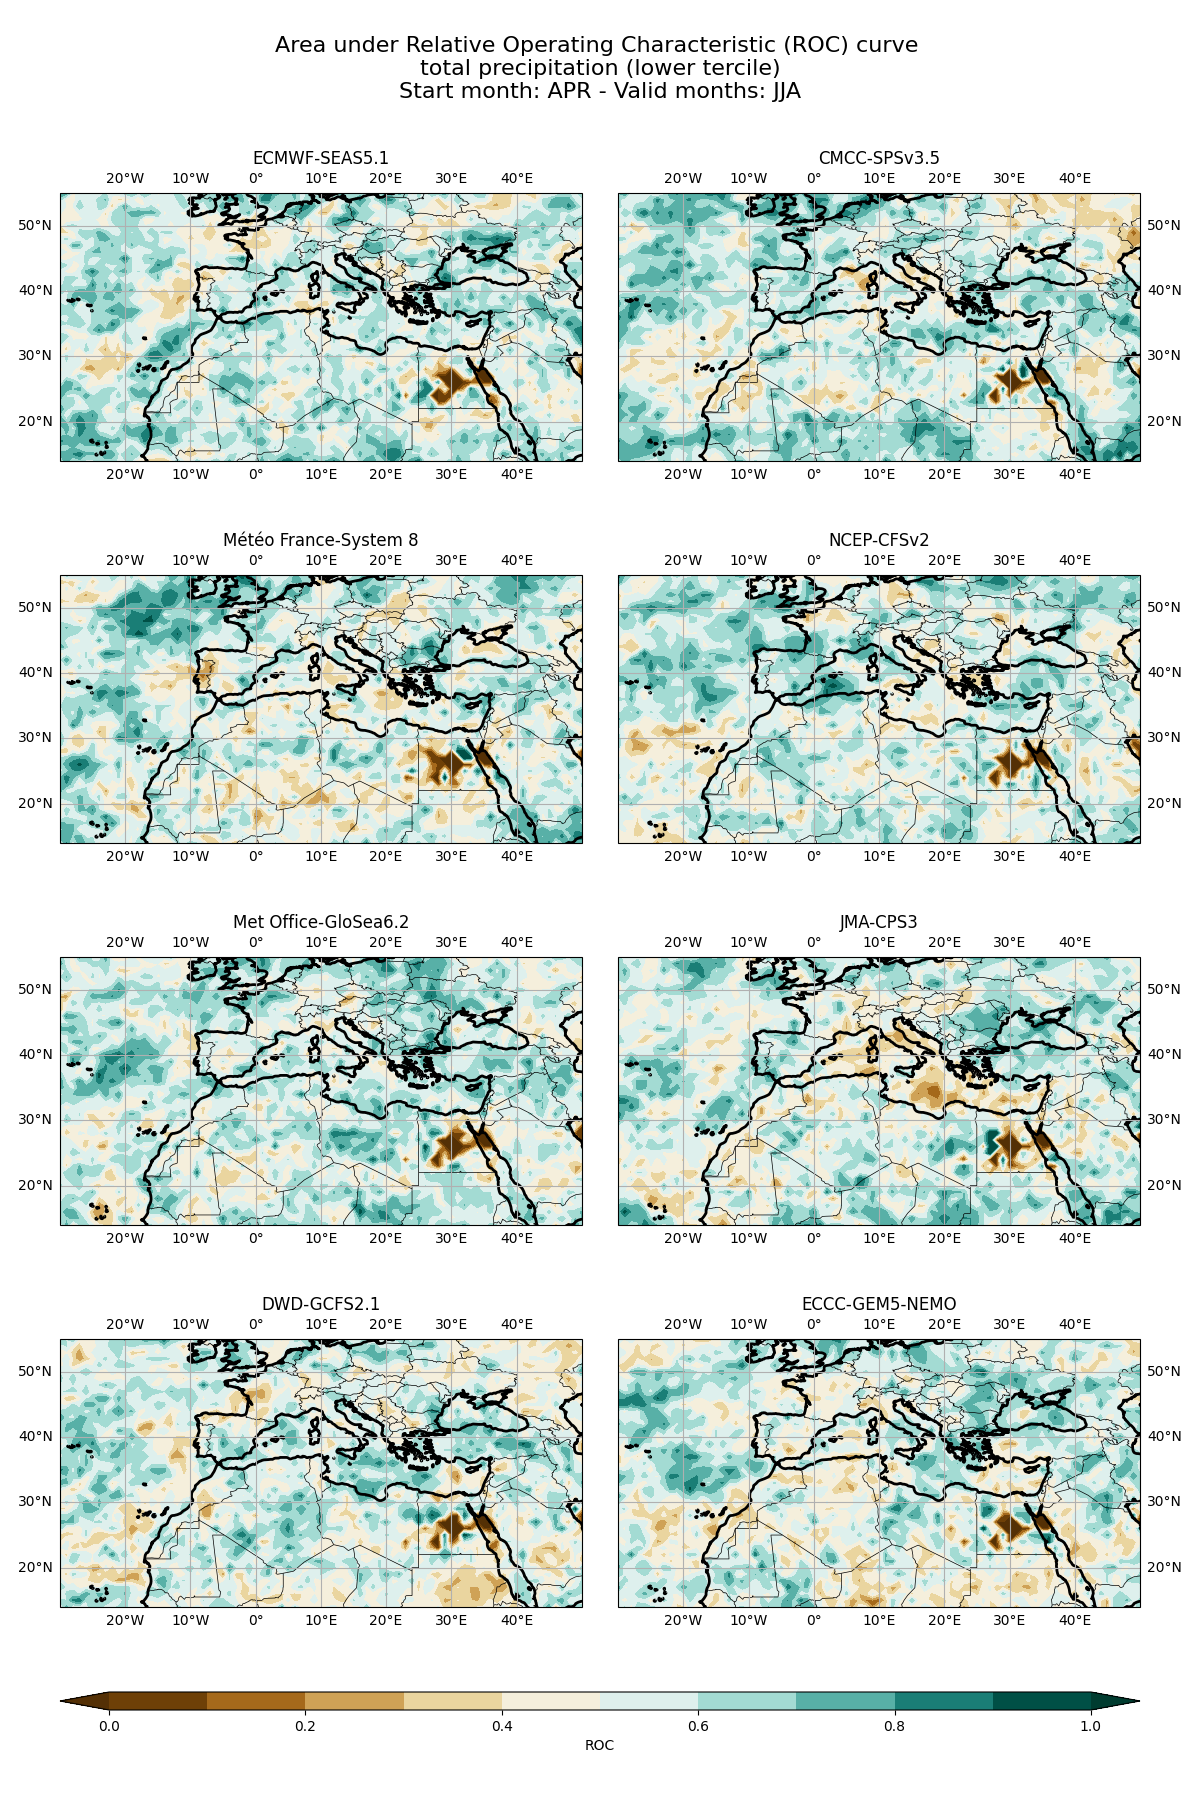 Area under Relative Operating Characteristic (ROC) curve
total precipitation (lower tercile)
Start month: APR - Valid months: JJA
ECMWF-SEAS5.1
20°W 10°W 0° 10°E 20°E 30°E 40°E
50°N
40°N
30°N
20°N
20°W 10°W 0° 10°E 20°E 30°E 40°E
CMCC-SPSv3.5
20°W 10°W 0° 10°E 20°E 30°E 40°E
50°N
40°N
30°N
20°N
20°W 10°W 0° 10°E 20°E 30°E 40°E
Météo France-System 8
20°W 10°W 0° 10°E 20°E 30°E 40°E
50°N
40°N
30°N
20°N
20°W 10°W 0° 10°E 20°E 30°E 40°E
NCEP-CFSv2
20°W 10°W 0° 10°E 20°E 30°E 40°E
50°N
40°N
30°N
20°N
20°W 10°W 0° 10°E 20°E 30°E 40°E
Met Office-GloSea6.2
20°W 10°W 0° 10°E 20°E 30°E 40°E
50°N
40°N
30°N
20°N
20°W 10°W 0° 10°E 20°E 30°E 40°E
JMA-CPS3
20°W 10°W 0° 10°E 20°E 30°E 40°E
50°N
40°N
30°N
20°N
20°W 10°W 0° 10°E 20°E 30°E 40°E
DWD-GCFS2.1
20°W 10°W 0° 10°E 20°E 30°E 40°E
50°N
40°N
30°N
20°N
20°W 10°W 0° 10°E 20°E 30°E 40°E
ECCC-GEM5-NEMO
20°W 10°W 0° 10°E 20°E 30°E 40°E
50°N
40°N
30°N
20°N
20°W 10°W 0° 10°E 20°E 30°E 40°E
0.0 0.2 0.4 0.6 0.8 1.0
ROC